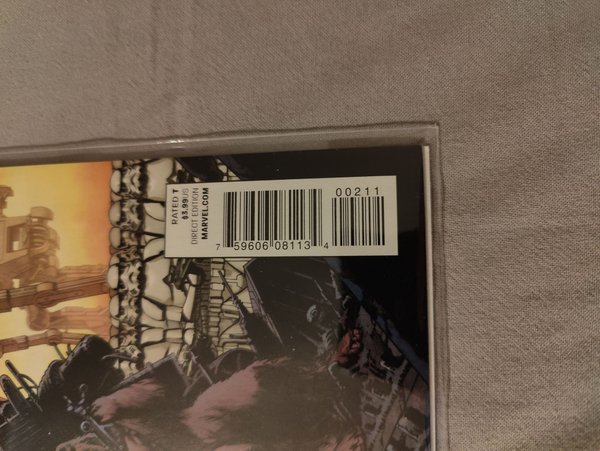 RATED T
$3.99US
DIRECT EDITION
MARVEL.COM
7 59606 08113 4
00211